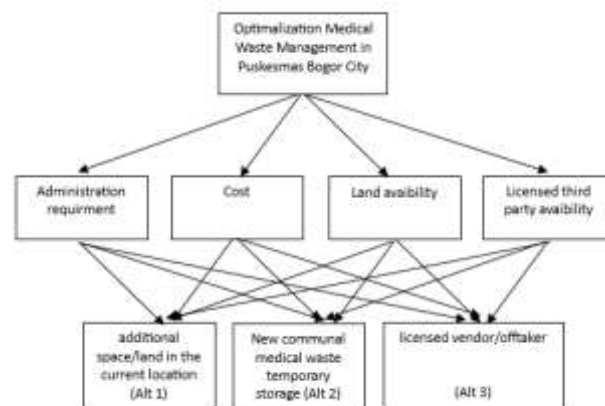 Optimalization Medical
Waste Management in
Puskesmas Bogor City
Administration
requirment
Cost
Land avaibility
Licensed third
party avaibility
additional
space/land in the
current location
(Alt 1)
New communal
medical waste
temporary
storage (Alt 2)
licensed vendor/offtaker
(Alt 3)